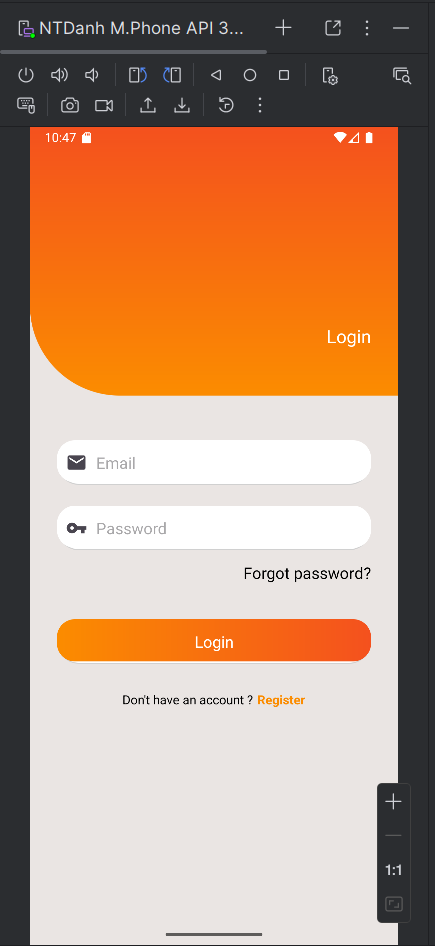 NTDanh M.Phone API 3...
10:47
Login
Email
Password
Forgot password?
Login
Don't have an account ? Register
1:1